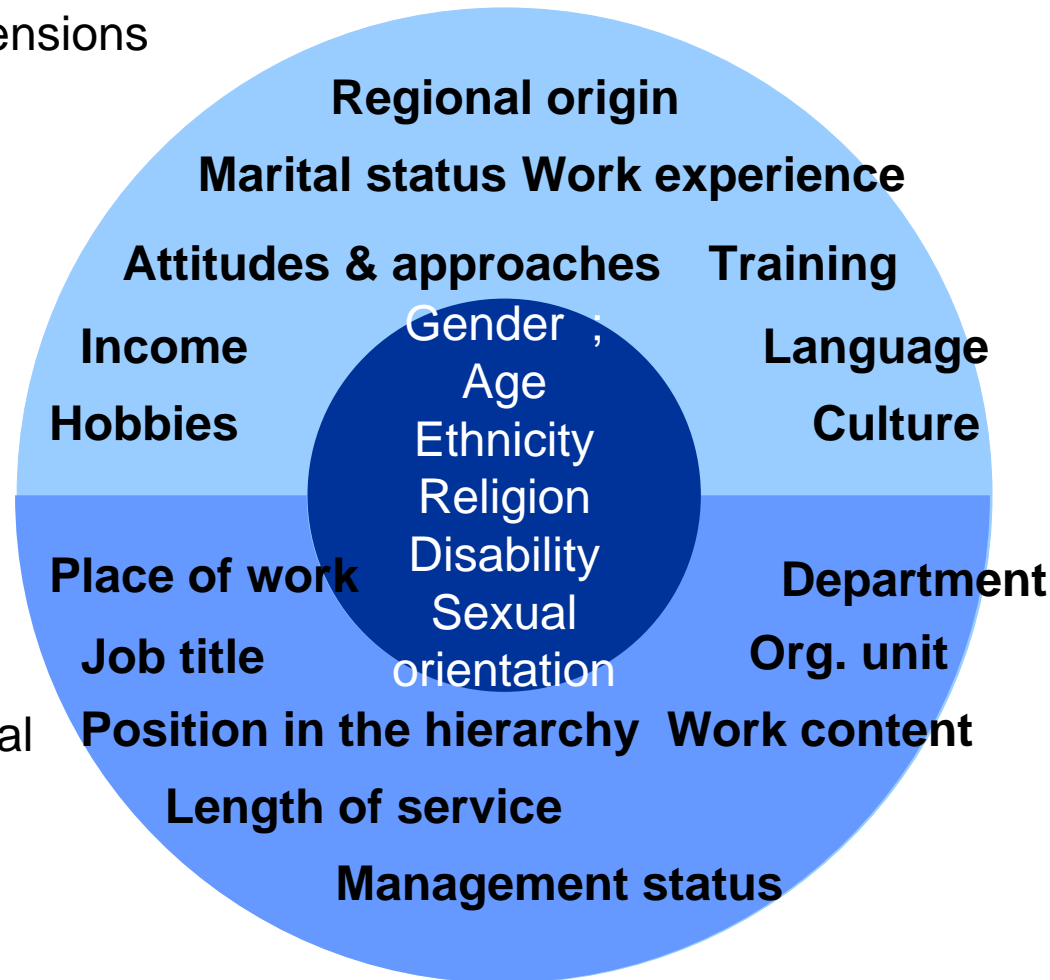 ensions
Regional origin
Marital status Work experience
Attitudes & approaches Training
Gender ;
Income
Language
Age
Hobbies
Ethnicity
Culture
Religion
Disability
Place of work
Department
Sexual
Job title
Org. unit
orientation
al
Position in the hierarchy Work content
Length of service
Management status